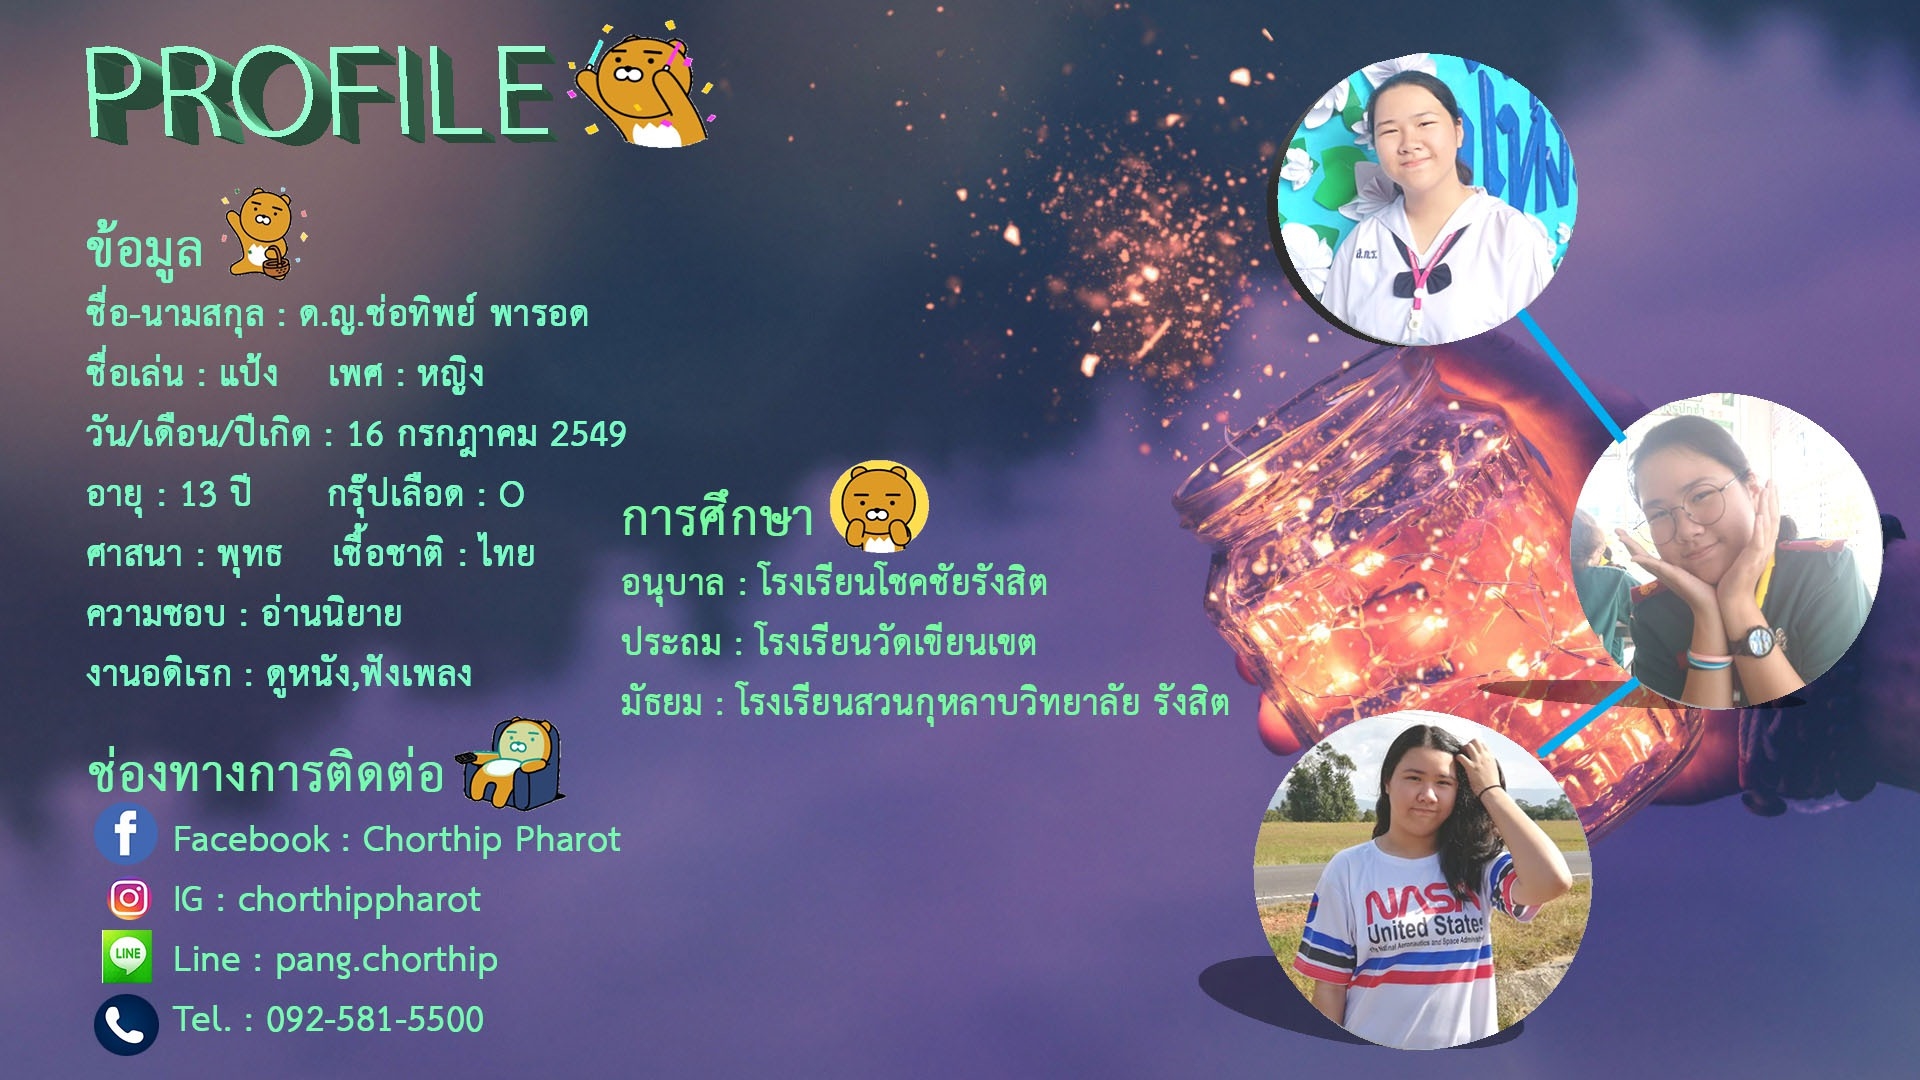 PROFILE
ข้อมูล
ชื่อ-นามสกุล : ด.ญ.ช่อทิพย์ พารอด
ชื่อเล่น : แป้ง เพศ : หญิง
วัน/เดือน/ปีเกิด : 16 กรกฎาคม 2549
อายุ : 13 ปี กรุ๊ปเลือด : O
ศาสนา : พุทธ เชื้อชาติ : ไทย
ความชอบ : อ่านนิยาย
งานอดิเรก : ดูหนัง,ฟังเพลง
การศึกษา
อนุบาล : โรงเรียนโชคชัยรังสิต
ประถม : โรงเรียนวัดเขียนเขต
มัธยม : โรงเรียนสวนกุหลาบวิทยาลัย รังสิต
ช่องทางการติดต่อ
Facebook : Chorthip Pharot
IG : chorthippharot
LINE
Line : pang.chorthip
Tel. : 092-581-5500
ส.ก.ร.
NASA
United States